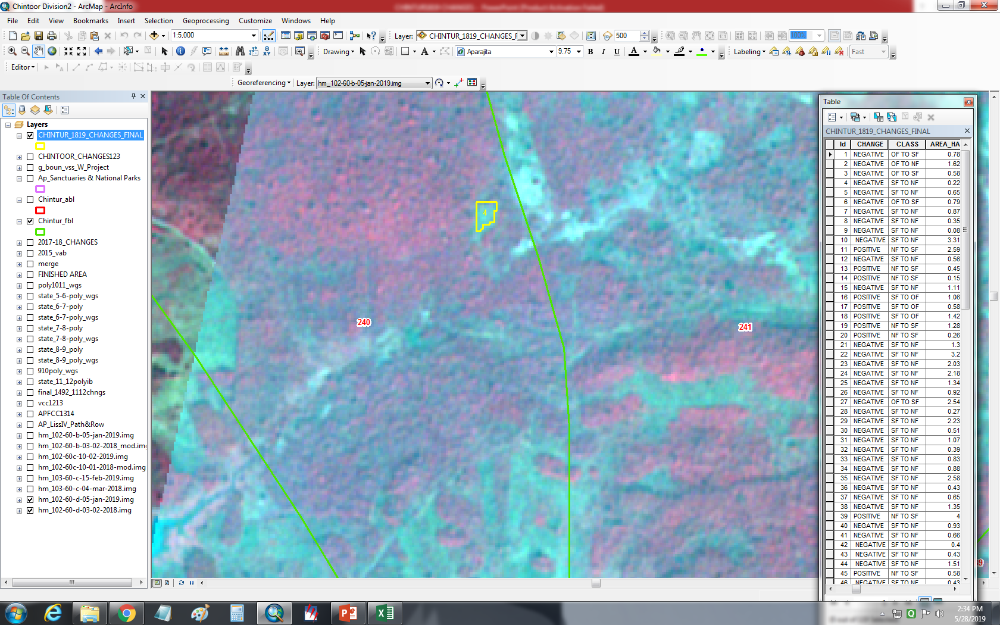 Chintoor Division2 - ArcMap - ArcInfo
File Edit View Bookmarks Insert Selection Geoprocessing Customize Windows Help
1:5,000
Layer: CHINTUR_1819_CHANGES_F
500
100%
Drawing
Aparajita
9.75
B I U A
Labeling
Fast
Editor
Georeferencing Layer: hm_102-60-b-05-jan-2019.img
Table Of Contents
Layers
CHINTUR_1819_CHANGES_FINAL
CHINTOOR_CHANGES123
g_boun_vss_W_Project
Ap_Sanctuaries & National Parks
Chintur_abl
Chintur_fbl
2017-18_CHANGES
2015_vab
merge
FINISHED AREA
poly1011_wgs
state_5-6-poly_wgs
state_6-7-poly
state_6-7-poly_wgs
state_7-8-poly
state_7-8-poly_wgs
state_8-9_poly
state_8-9_poly_wgs
910poly_wgs
state_11_12polyib
final_1492_1112chngs
vcc1213
APFCC1314
AP_LissIV_Path&Row
hm_102-60-b-05-jan-2019.img
hm_102-60-b-03-02-2018_mod.im
hm_102-60c-10-02-2019.img
hm_102-60c-10-01-2018-mod.img
hm_103-60-c-15-feb-2019.img
hm_103-60-c-04-mar-2018.img
hm_102-60-d-05-jan-2019.img
hm_102-60-d-03-02-2018.img
4
240
241
Table
CHINTUR_1819_CHANGES_FINAL
Id CHANGE CLASS AREA_HA
1 NEGATIVE OF TO SF 0.78
2 NEGATIVE OF TO NF 1.62
3 NEGATIVE OF TO SF 0.58
4 NEGATIVE SF TO NF 0.22
5 NEGATIVE SF TO NF 0.65
6 NEGATIVE OF TO SF 0.79
7 NEGATIVE SF TO NF 0.87
8 NEGATIVE SF TO NF 0.35
9 NEGATIVE SF TO NF 0.08
10 NEGATIVE SF TO NF 3.31
11 POSITIVE NF TO SF 2.59
12 NEGATIVE SF TO NF 0.56
13 POSITIVE NF TO SF 0.45
14 POSITIVE NF TO SF 0.15
15 NEGATIVE SF TO NF 1.11
16 POSITIVE SF TO OF 1.06
17 POSITIVE SF TO OF 0.58
18 POSITIVE SF TO OF 1.42
19 POSITIVE NF TO SF 1.28
20 POSITIVE NF TO SF 0.26
21 NEGATIVE SF TO NF 1.3
22 NEGATIVE SF TO NF 3.2
23 NEGATIVE SF TO NF 2.03
24 NEGATIVE SF TO NF 2.18
25 NEGATIVE SF TO NF 1.34
26 NEGATIVE SF TO NF 0.92
27 NEGATIVE OF TO SF 2.54
28 NEGATIVE SF TO NF 0.27
29 NEGATIVE SF TO NF 2.23
30 NEGATIVE SF TO NF 0.51
31 NEGATIVE SF TO NF 1.07
32 NEGATIVE SF TO NF 0.39
33 NEGATIVE SF TO NF 0.83
34 NEGATIVE SF TO NF 0.88
35 NEGATIVE SF TO NF 2.58
36 NEGATIVE SF TO NF 0.43
37 NEGATIVE SF TO NF 0.65
38 NEGATIVE SF TO NF 1.35
39 POSITIVE NF TO SF 4
40 NEGATIVE SF TO NF 0.93
41 NEGATIVE SF TO NF 0.66
42 NEGATIVE SF TO NF 0.4
43 NEGATIVE SF TO NF 0.43
44 NEGATIVE SF TO NF 1.51
45 POSITIVE NF TO SF 0.58
46 NEGATIVE SF TO NF 0.43
2:34 PM
5/28/2019